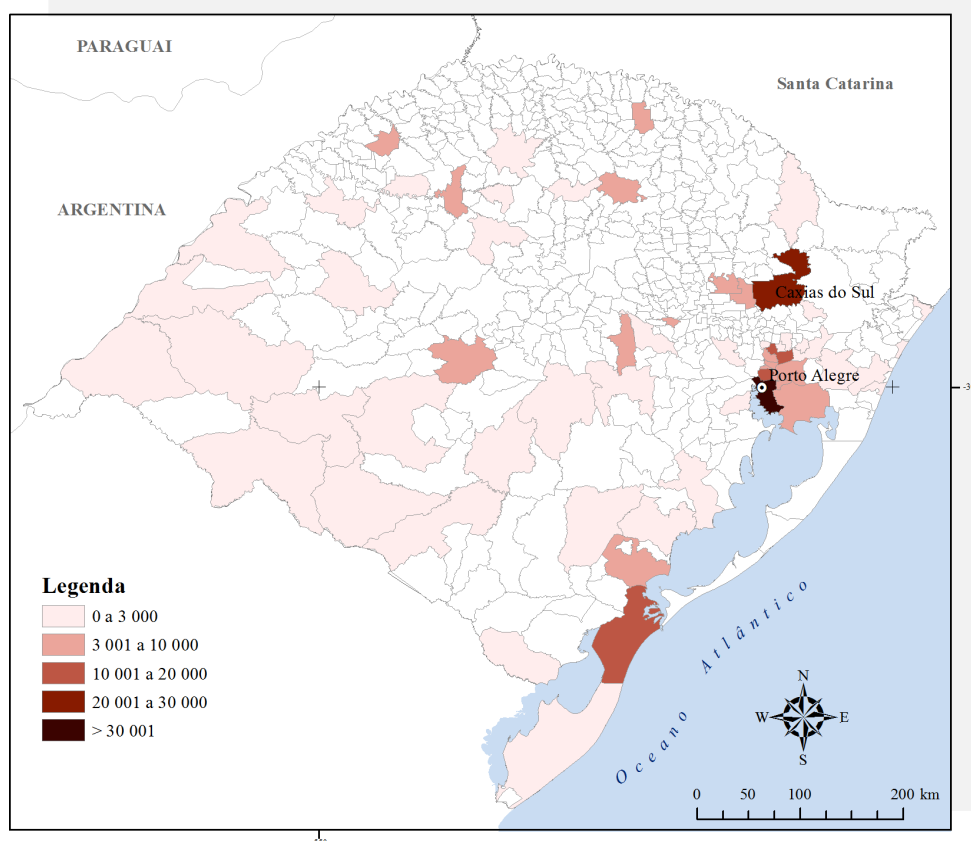 PARAGUAI
Santa Catarina
ARGENTINA
Caxias do Sul
Porto Alegre
Legenda
0 a 3 000
3 001 a 10 000
10 001 a 20 000
20 001 a 30 000
> 30 001
Oceano Atlântico
N
W E
S
0 50 100 200 km